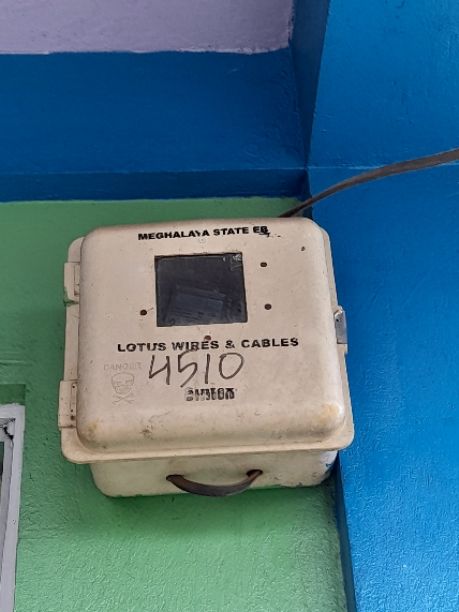 MEGHALAYA STATE EB
LOTUS WIRES & CABLES
DANGER
4510